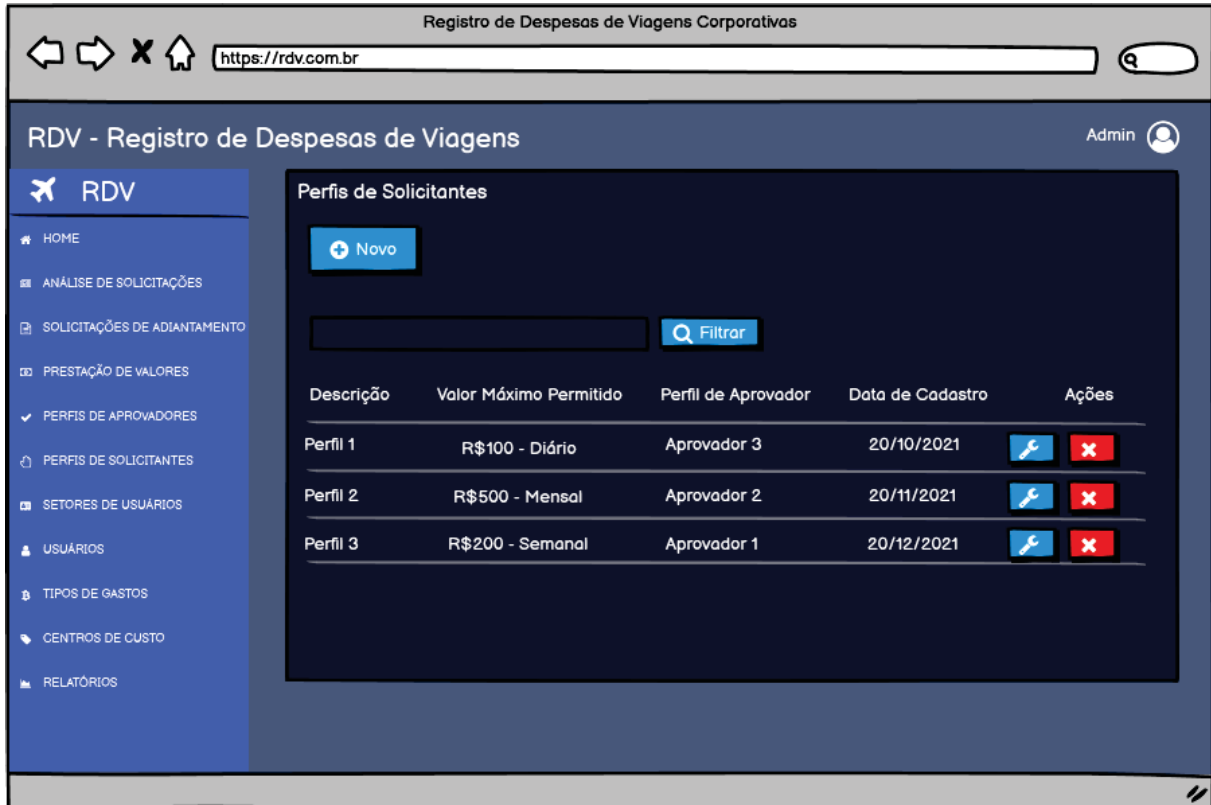 Registro de Despesas de Viagens Corporativas
https://rdv.com.br
RDV - Registro de Despesas de Viagens
Admin
RDV
HOME
ANÁLISE DE SOLICITAÇÕES
SOLICITAÇÕES DE ADIANTAMENTO
PRESTAÇÃO DE VALORES
PERFIS DE APROVADORES
PERFIS DE SOLICITANTES
SETORES DE USUÁRIOS
USUÁRIOS
TIPOS DE GASTOS
CENTROS DE CUSTO
RELATÓRIOS
Perfis de Solicitantes
Novo
Filtrar
Descrição Valor Máximo Permitido Perfil de Aprovador Data de Cadastro Ações
Perfil 1 R$100 - Diário Aprovador 3 20/10/2021
Perfil 2 R$500 - Mensal Aprovador 2 20/11/2021
Perfil 3 R$200 - Semanal Aprovador 1 20/12/2021